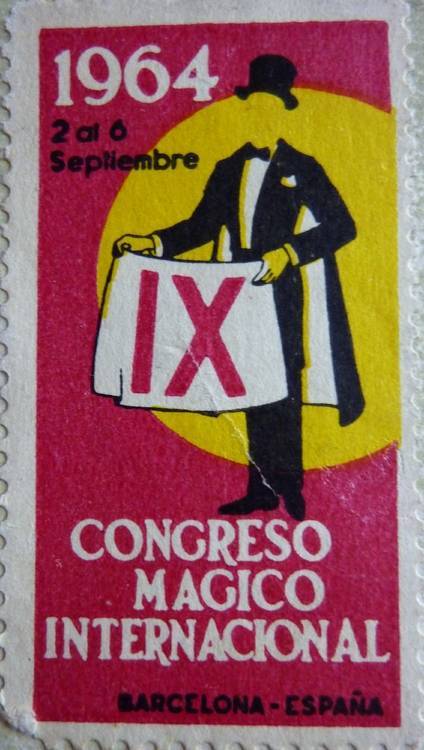 1964
2 al 6
Septiembre
IX
CONGRESO
MAGICO
INTERNACIONAL
BARCELONA - ESPAÑA